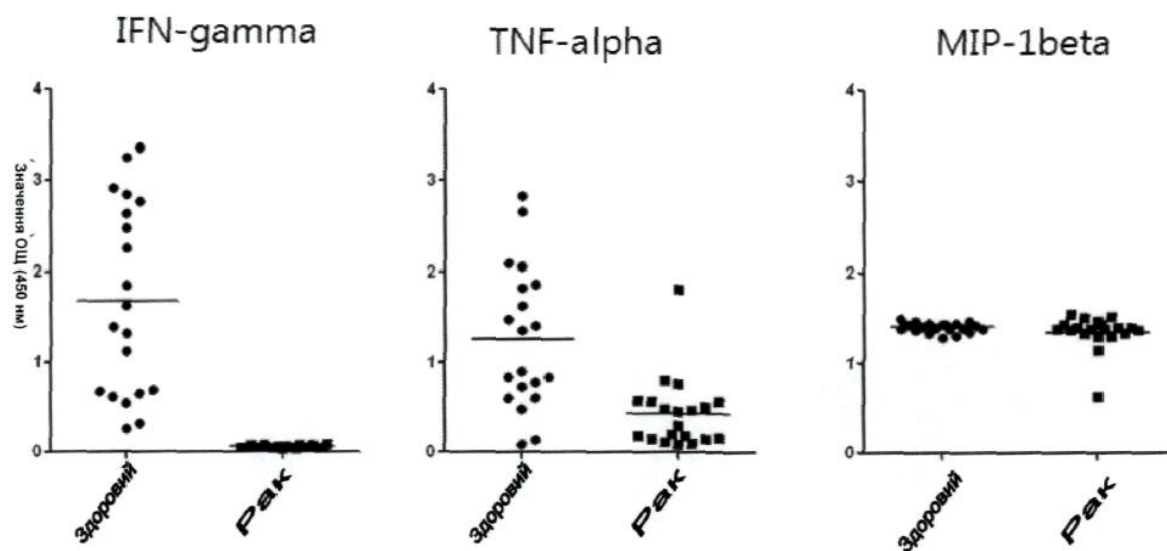 IFN-gamma
4
3
2
1
0
Значення ОЩ (450 нм)
Здоровий
Рак
TNF-alpha
4
3
2
1
0
Здоровий
Рак
MIP-1beta
4
3
2
1
0
Здоровий
Рак